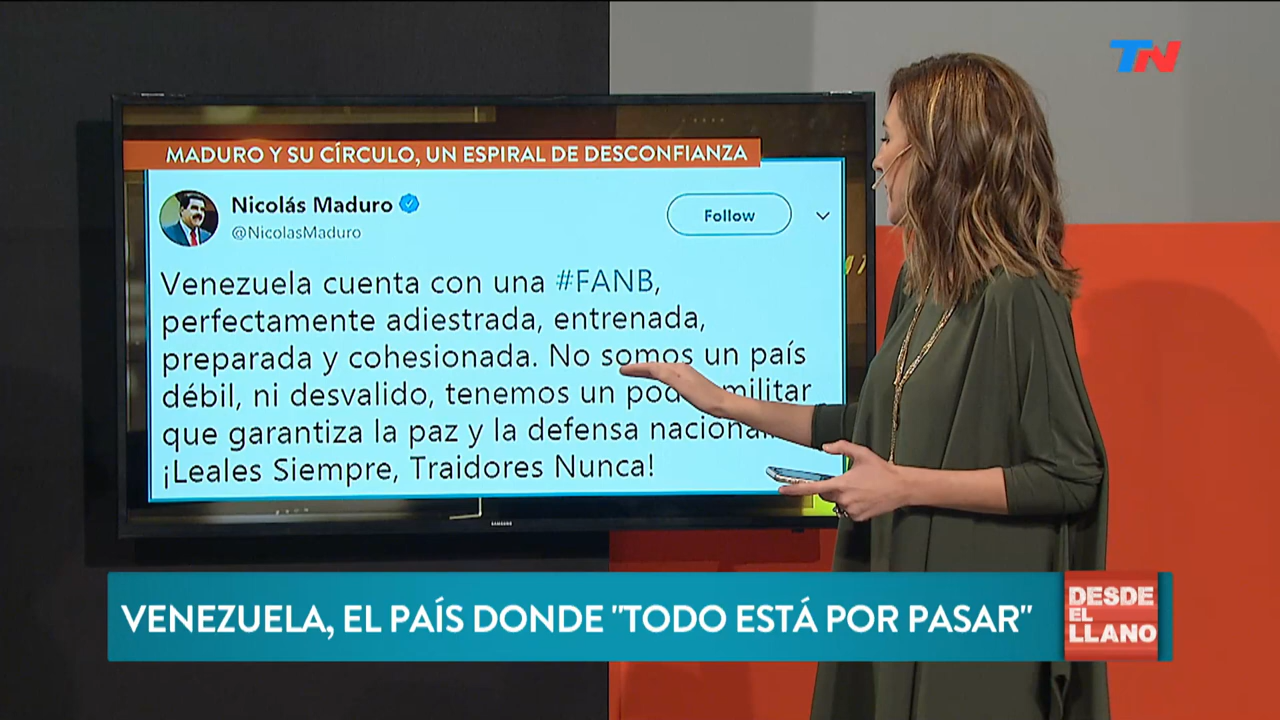 TN
MADURO Y SU CÍRCULO, UN ESPIRAL DE DESCONFIANZA
Nicolás Maduro
@NicolasMaduro
Follow
Venezuela cuenta con una #FANB,
perfectamente adiestrada, entrenada,
preparada y cohesionada. No somos un país
débil, ni desvalido, tenemos un militar
que garantiza la paz y la defensa
¡Leales Siempre, Traidores Nunca!
SAMSUNG
VENEZUELA, EL PAÍS DONDE "TODO ESTÁ POR PASAR"
DESDE
EL
LLANO